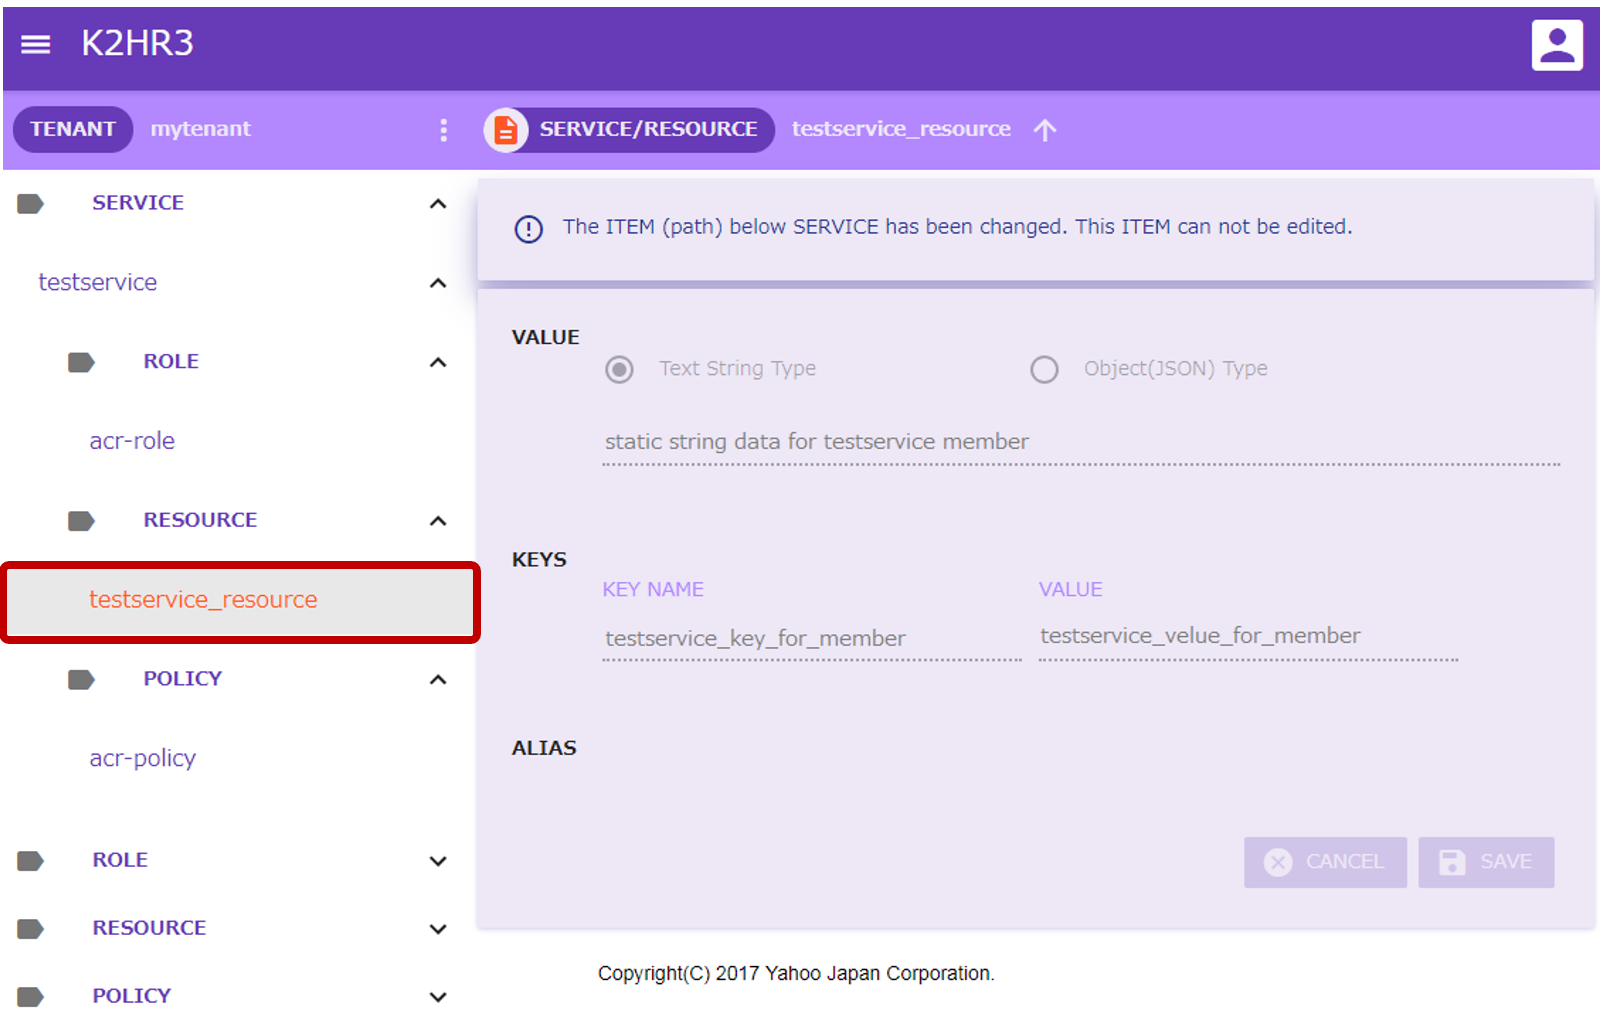 K2HR3
TENANT mytenant
SERVICE/RESOURCE testservice_resource
SERVICE
testservice
ROLE
acr-role
RESOURCE
testservice_resource
POLICY
acr-policy
ROLE
RESOURCE
POLICY
The ITEM (path) below SERVICE has been changed. This ITEM can not be edited.
VALUE
Text String Type Object(JSON) Type
static string data for testservice member
KEYS
KEY NAME VALUE
testservice_key_for_member testservice_velue_for_member
ALIAS
CANCEL SAVE
Copyright(C) 2017 Yahoo Japan Corporation.